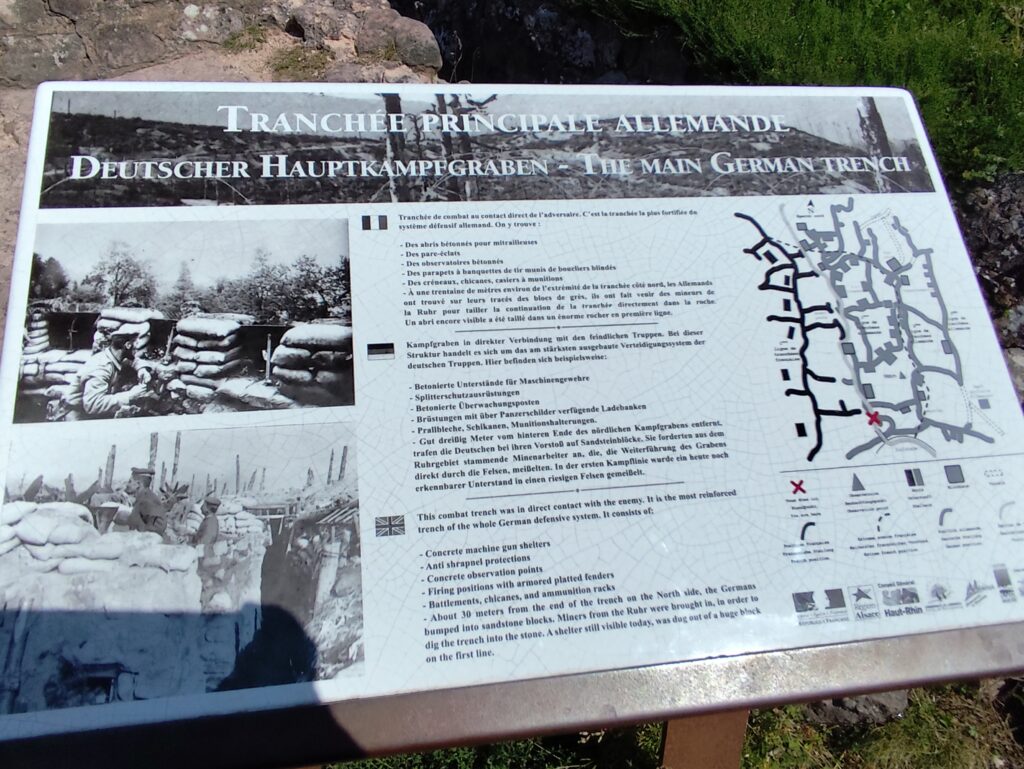 TRANCHÉE PRINCIPALE ALLEMANDE
DEUTSCHER HAUPTKAMPFGRABEN - THE MAIN GERMAN TRENCH
Tranchée de combat au contact direct de l'adversaire. C'est la tranchée la plus fortifiée du
système défensif allemand. On y trouve :
- Des abris bétonnés pour mitrailleuses
- Des pare-éclats
- Des observatoires bétonnés
- Des parapets à banquettes de tir munis de boucliers blindés
- Des créneaux, chicanes, casiers à munitions
- À une trentaine de mètres environ de l'extrémité de la tranchée côté nord, les Allemands
ont trouvé sur leurs tracés des blocs de grès, ils ont fait venir des mineurs de
la Ruhr pour tailler la continuation de la tranchée directement dans la roche.
Un abri encore visible a été taillé dans un énorme rocher en première ligne.
Kampfgraben in direkter Verbindung mit den feindlichen Truppen. Bei dieser
Struktur handelt es sich um das am stärksten ausgebaute Verteidigungssystem der
deutschen Truppen. Hier befinden sich beispielsweise:
- Betonierte Unterstände für Maschinengewehre
- Splitterschutzausrüstungen
- Betonierte Überwachungsposten
- Brüstungen mit über Panzerschilder verfügende Ladebanken
- Prallbleche, Schikanen, Munitionshalterungen.
- Gut dreißig Meter vom hinteren Ende des nördlichen Kampfgrabens entfernt,
trafen die Deutschen bei ihren Vorstoß auf Sandsteinblöcke. Sie forderten aus dem
Ruhrgebiet stammende Minenarbeiter an, die, die Weiterführung des Grabens
direkt durch die Felsen, meißelten. In der ersten Kampflinie wurde ein heute noch
erkennbarer Unterstand in einen riesigen Felsen gemeißelt.
This combat trench was in direct contact with the enemy. It is the most reinforced
trench of the whole German defensive system. It consists of:
- Concrete machine gun shelters
- Anti shrapnel protections
- Concrete observation points
- Firing positions with armored platted fenders
- Battlements, chicanes, and ammunition racks
- About 30 meters from the end of the trench on the North side, the Germans
bumped into sandstone blocks. Miners from the Ruhr were brought in, in order to
dig the trench into the stone. A shelter still visible today, was dug out of a huge block
on the first line.
N
You are here
Observation point
French position
RÉPUBLIQUE FRANÇAISE
Région
Alsace
Conseil Général
Haut-Rhin